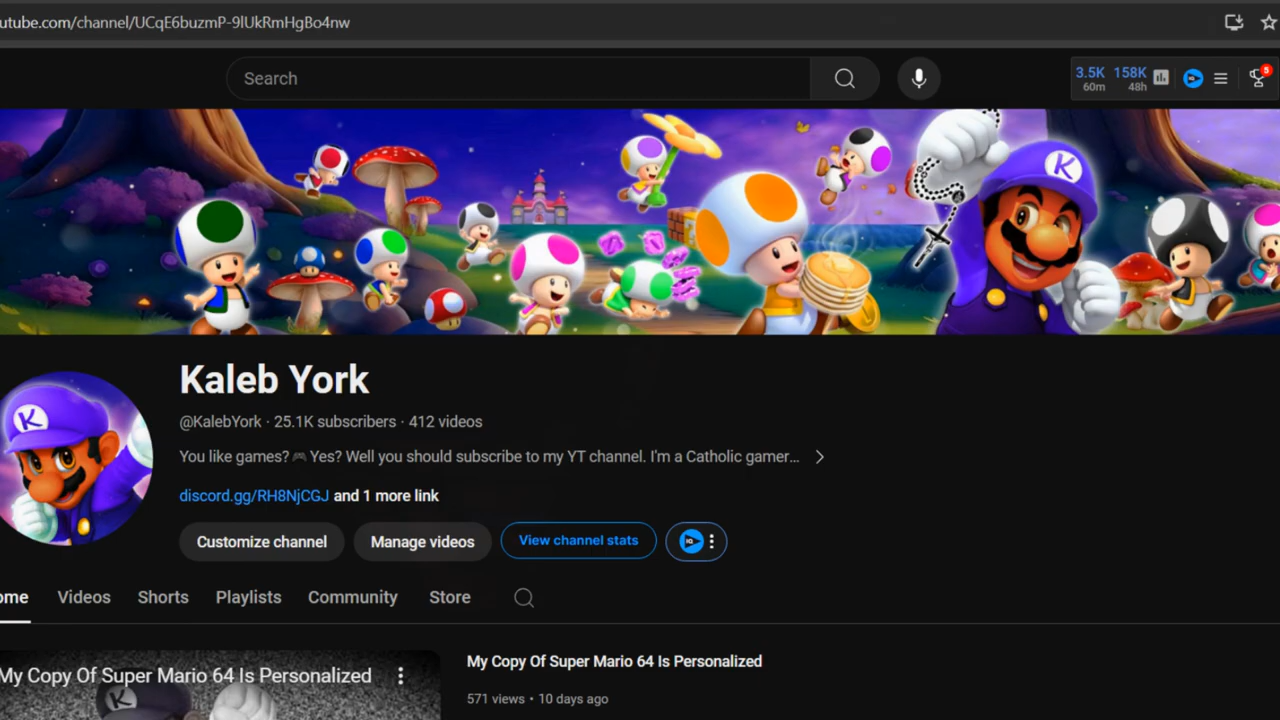 utube.com/channel/UCqE6buzmP-9lUkRmHgBo4nw
Search
3.5K 158K
60m 48h
5
K
Kaleb York
K
@KalebYork · 25.1K subscribers · 412 videos
You like games? 🎮 Yes? Well you should subscribe to my YT channel. I'm a Catholic gamer...
discord.gg/RH8NjCGJ and 1 more link
Customize channel Manage videos View channel stats IQ
ome Videos Shorts Playlists Community Store
My Copy Of Super Mario 64 Is Personalized
K
My Copy Of Super Mario 64 Is Personalized
571 views • 10 days ago